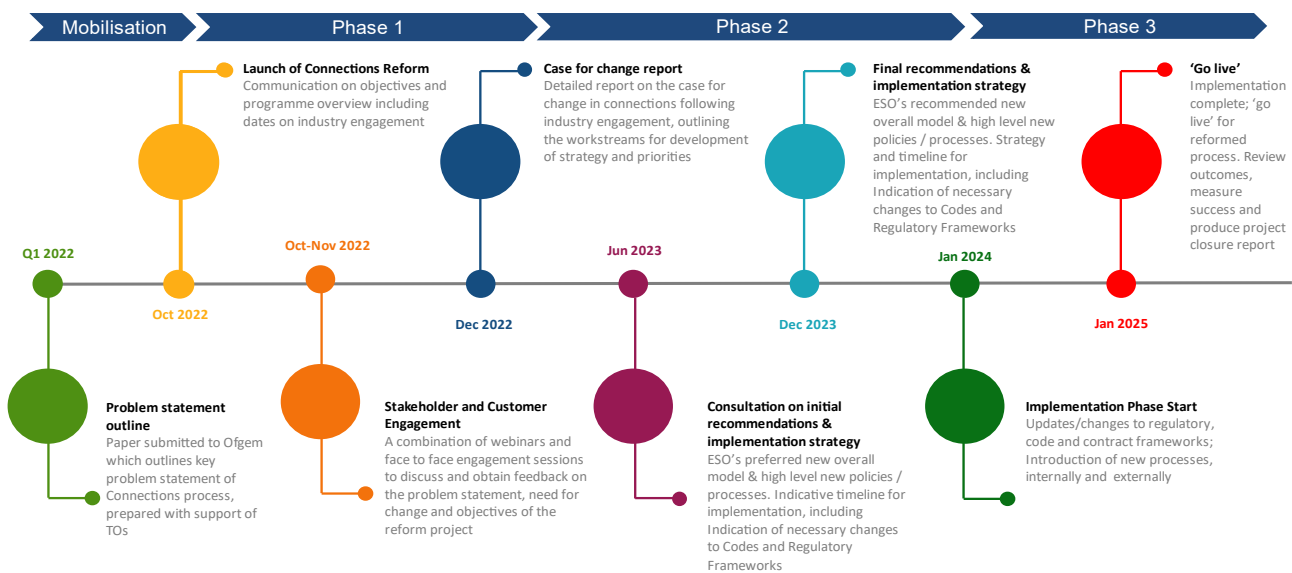 Mobilisation
Phase 1
Phase 2
Phase 3
Launch of Connections Reform
Communication on objectives and
programme overview including
dates on industry engagement
Case for change report
Detailed report on the case for
change in connections following
industry engagement, outlining
the workstreams for development
of strategy and priorities
Final recommendations &
implementation strategy
ESO's recommended new
overall model & high level new
policies / processes. Strategy
and timeline for
implementation, including
Indication of necessary
changes to Codes and
Regulatory Frameworks
‘Go live’
Implementation
complete; ‘go
live’ for
reformed
process. Review
outcomes,
measure
success and
produce project
closure report
Q1 2022
Oct 2022
Oct-Nov 2022
Dec 2022
Jun 2023
Dec 2023
Jan 2024
Jan 2025
Problem statement
outline
Paper submitted to Ofgem
which outlines key
problem statement of
Connections process,
prepared with support of
TOs
Stakeholder and Customer
Engagement
A combination of webinars and
face to face engagement sessions
to discuss and obtain feedback on
the problem statement, need for
change and objectives of the
reform project
Consultation on initial
recommendations &
implementation strategy
ESO's preferred new overall
model & high level new policies /
processes. Indicative timeline for
implementation, including
Indication of necessary changes
to Codes and Regulatory
Frameworks
Implementation Phase Start
Updates/changes to regulatory,
code and contract frameworks;
Introduction of new processes,
internally and externally